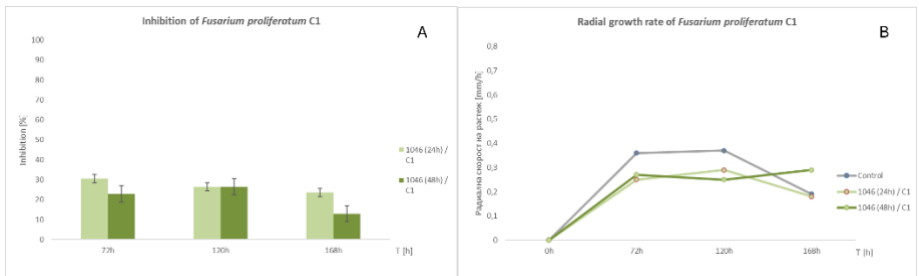 Inhibition of Fusarium proliferatum C1
A
100
90
80
70
60
50
40
30
20
10
0
Inhibition [%]
72h
120h
168h
T [h]
1046 (24h) /
C1
1046 (48h) /
C1
Radial growth rate of Fusarium proliferatum C1
B
0,8
0,7
0,6
0,5
0,4
0,3
0,2
0,1
0
Радиална скорост на растеж [mm/h]
0h
72h
120h
168h
T [h]
Control
1046 (24h) / C1
1046 (48h) / C1